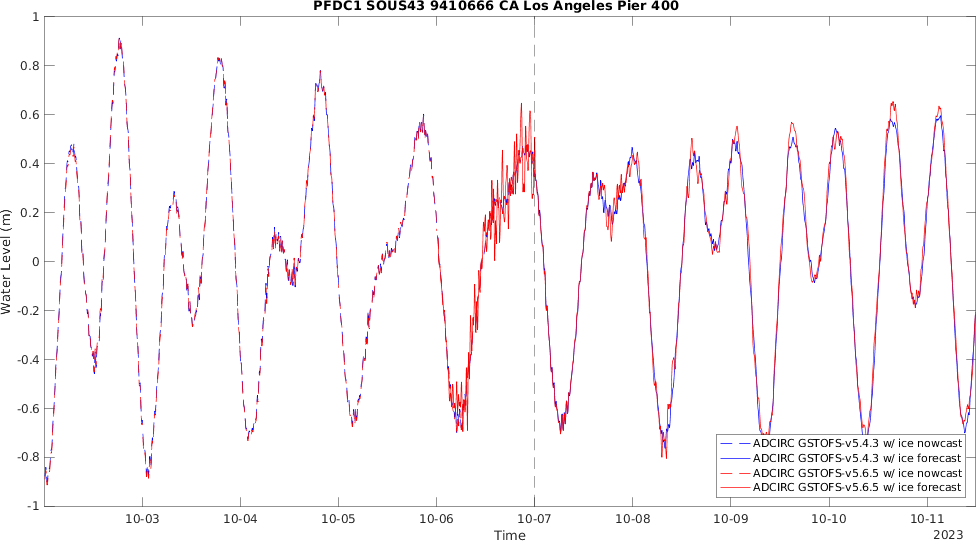 PFDC1 SOUS43 9410666 CA Los Angeles Pier 400
1
0.8
0.6
0.4
0.2
0
-0.2
-0.4
-0.6
-0.8
-1
Water Level (m)
ADCIRC GSTOFS-v5.4.3 w/ ice nowcast
ADCIRC GSTOFS-v5.4.3 w/ ice forecast
ADCIRC GSTOFS-v5.6.5 w/ ice nowcast
ADCIRC GSTOFS-v5.6.5 w/ ice forecast
10-03 10-04 10-05 10-06 10-07 10-08 10-09 10-10 10-11
Time
2023